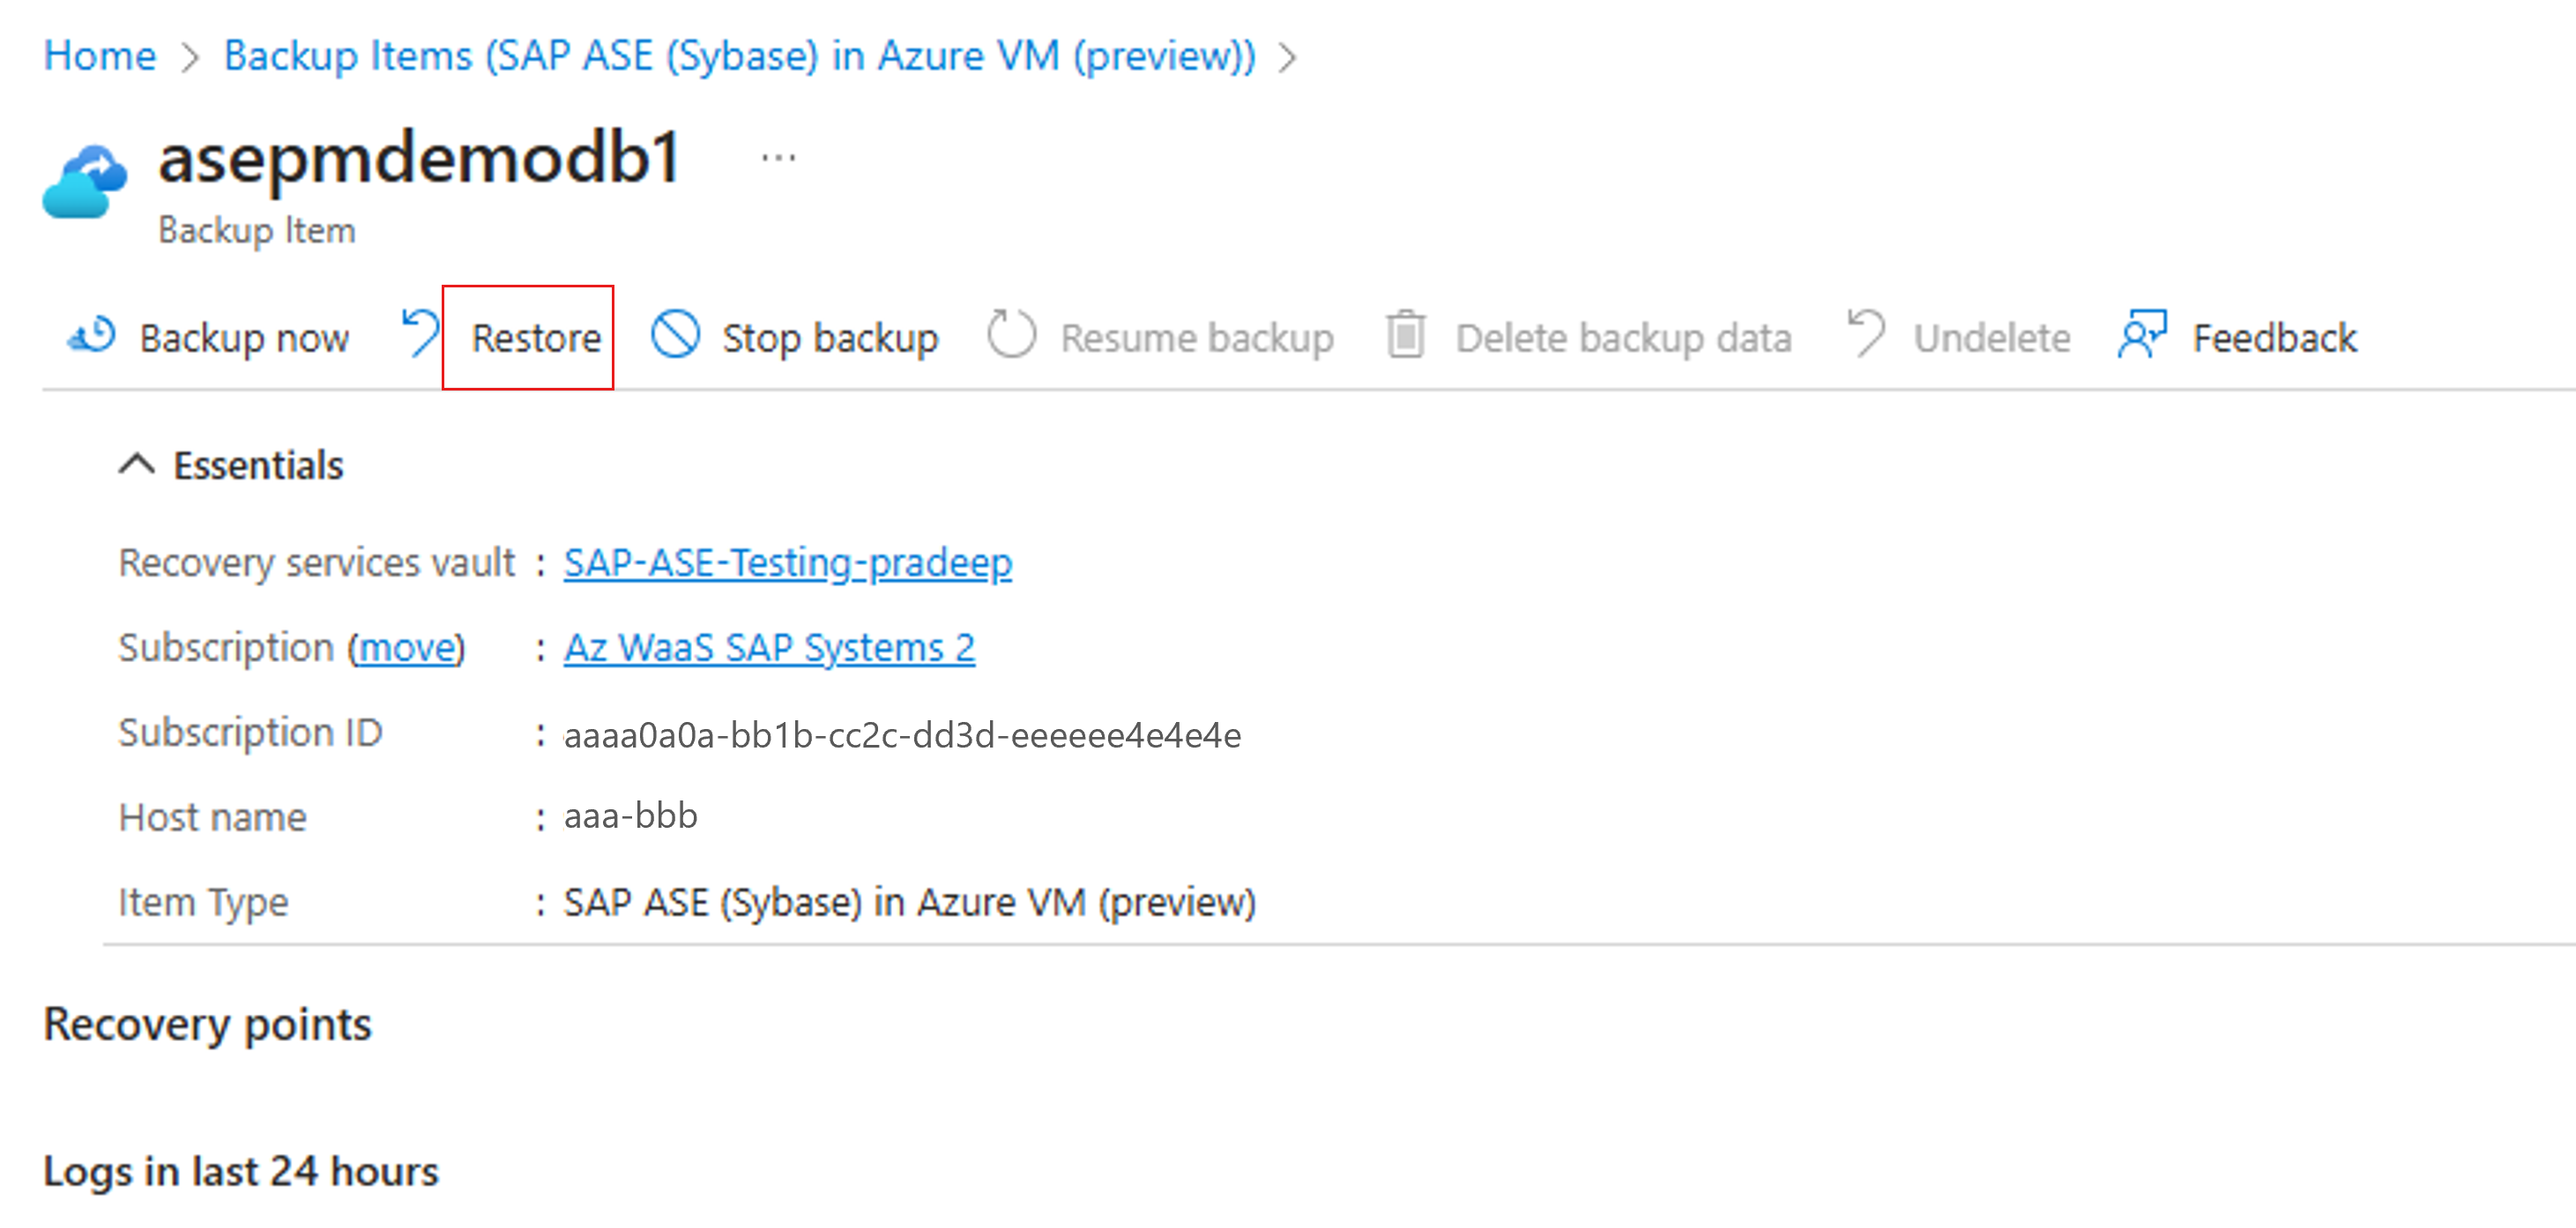 Home > Backup Items (SAP ASE (Sybase) in Azure VM (preview)) >
asepmdemodb1 ...
Backup Item
Backup now Restore Stop backup Resume backup Delete backup data Undelete Feedback
Essentials
Recovery services vault : SAP-ASE-Testing-pradeep
Subscription (move) : Az WaaS SAP Systems 2
Subscription ID : aaaa0a0a-bb1b-cc2c-dd3d-eeeeee4e4e4e
Host name : aaa-bbb
Item Type : SAP ASE (Sybase) in Azure VM (preview)
Recovery points
Logs in last 24 hours